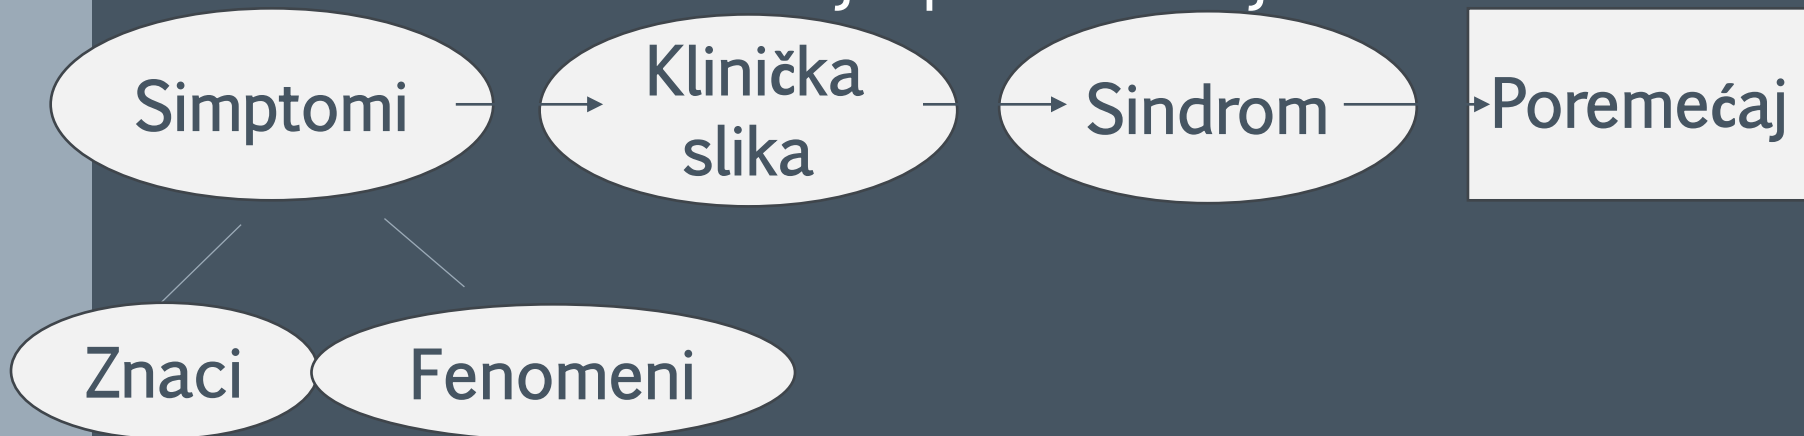 Simptomi
Klinička
slika
Sindrom
Poremećaj
Znaci
Fenomeni